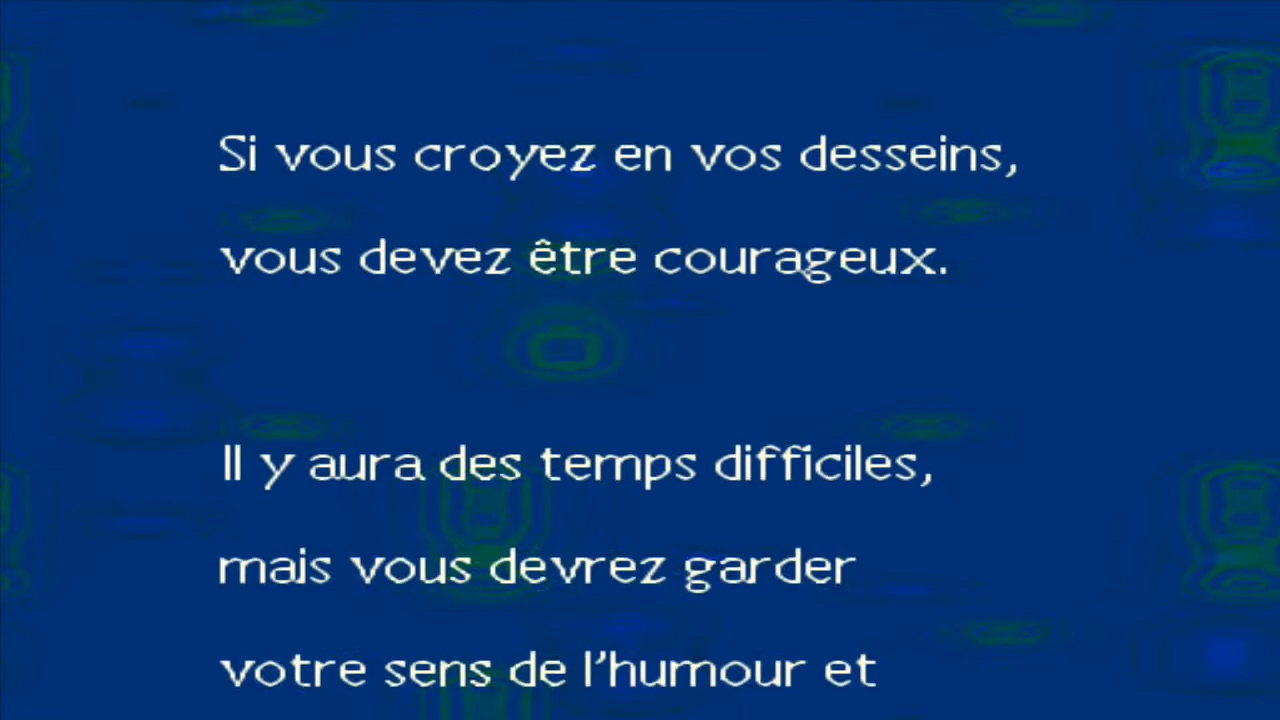 Si vous croyez en vos desseins,
vous devez être courageux.
Il y aura des temps difficiles,
mais vous devrez garder
votre sens de l'humour et